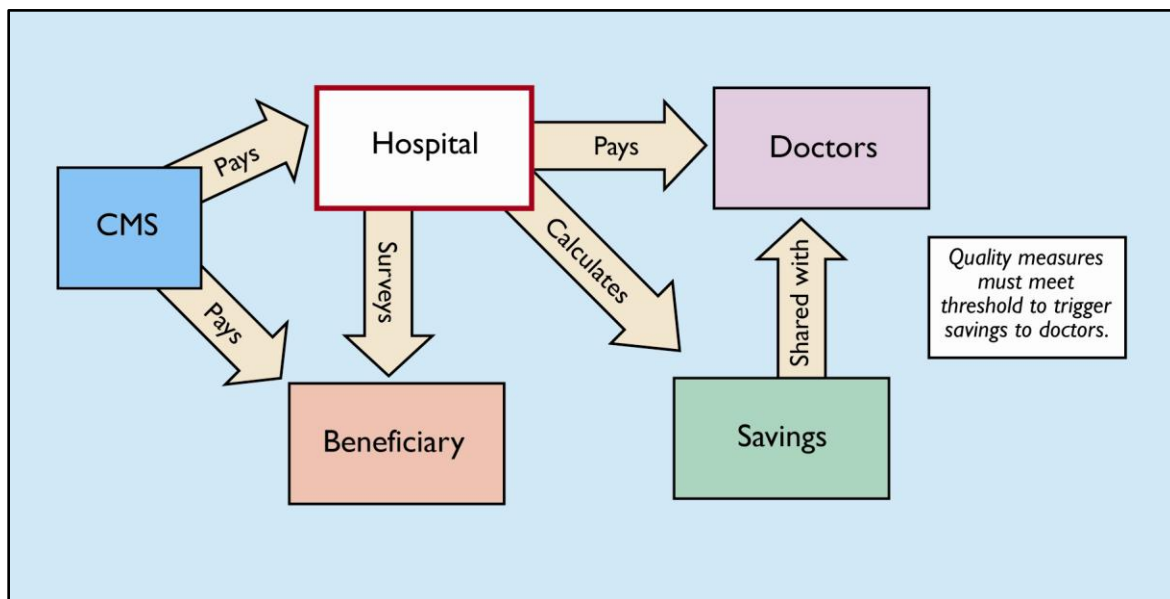 Hospital
Pays
Doctors
Pays
CMS
Surveys
Calculates
Shared with
Quality measures
must meet
threshold to trigger
savings to doctors.
Pays
Beneficiary
Savings